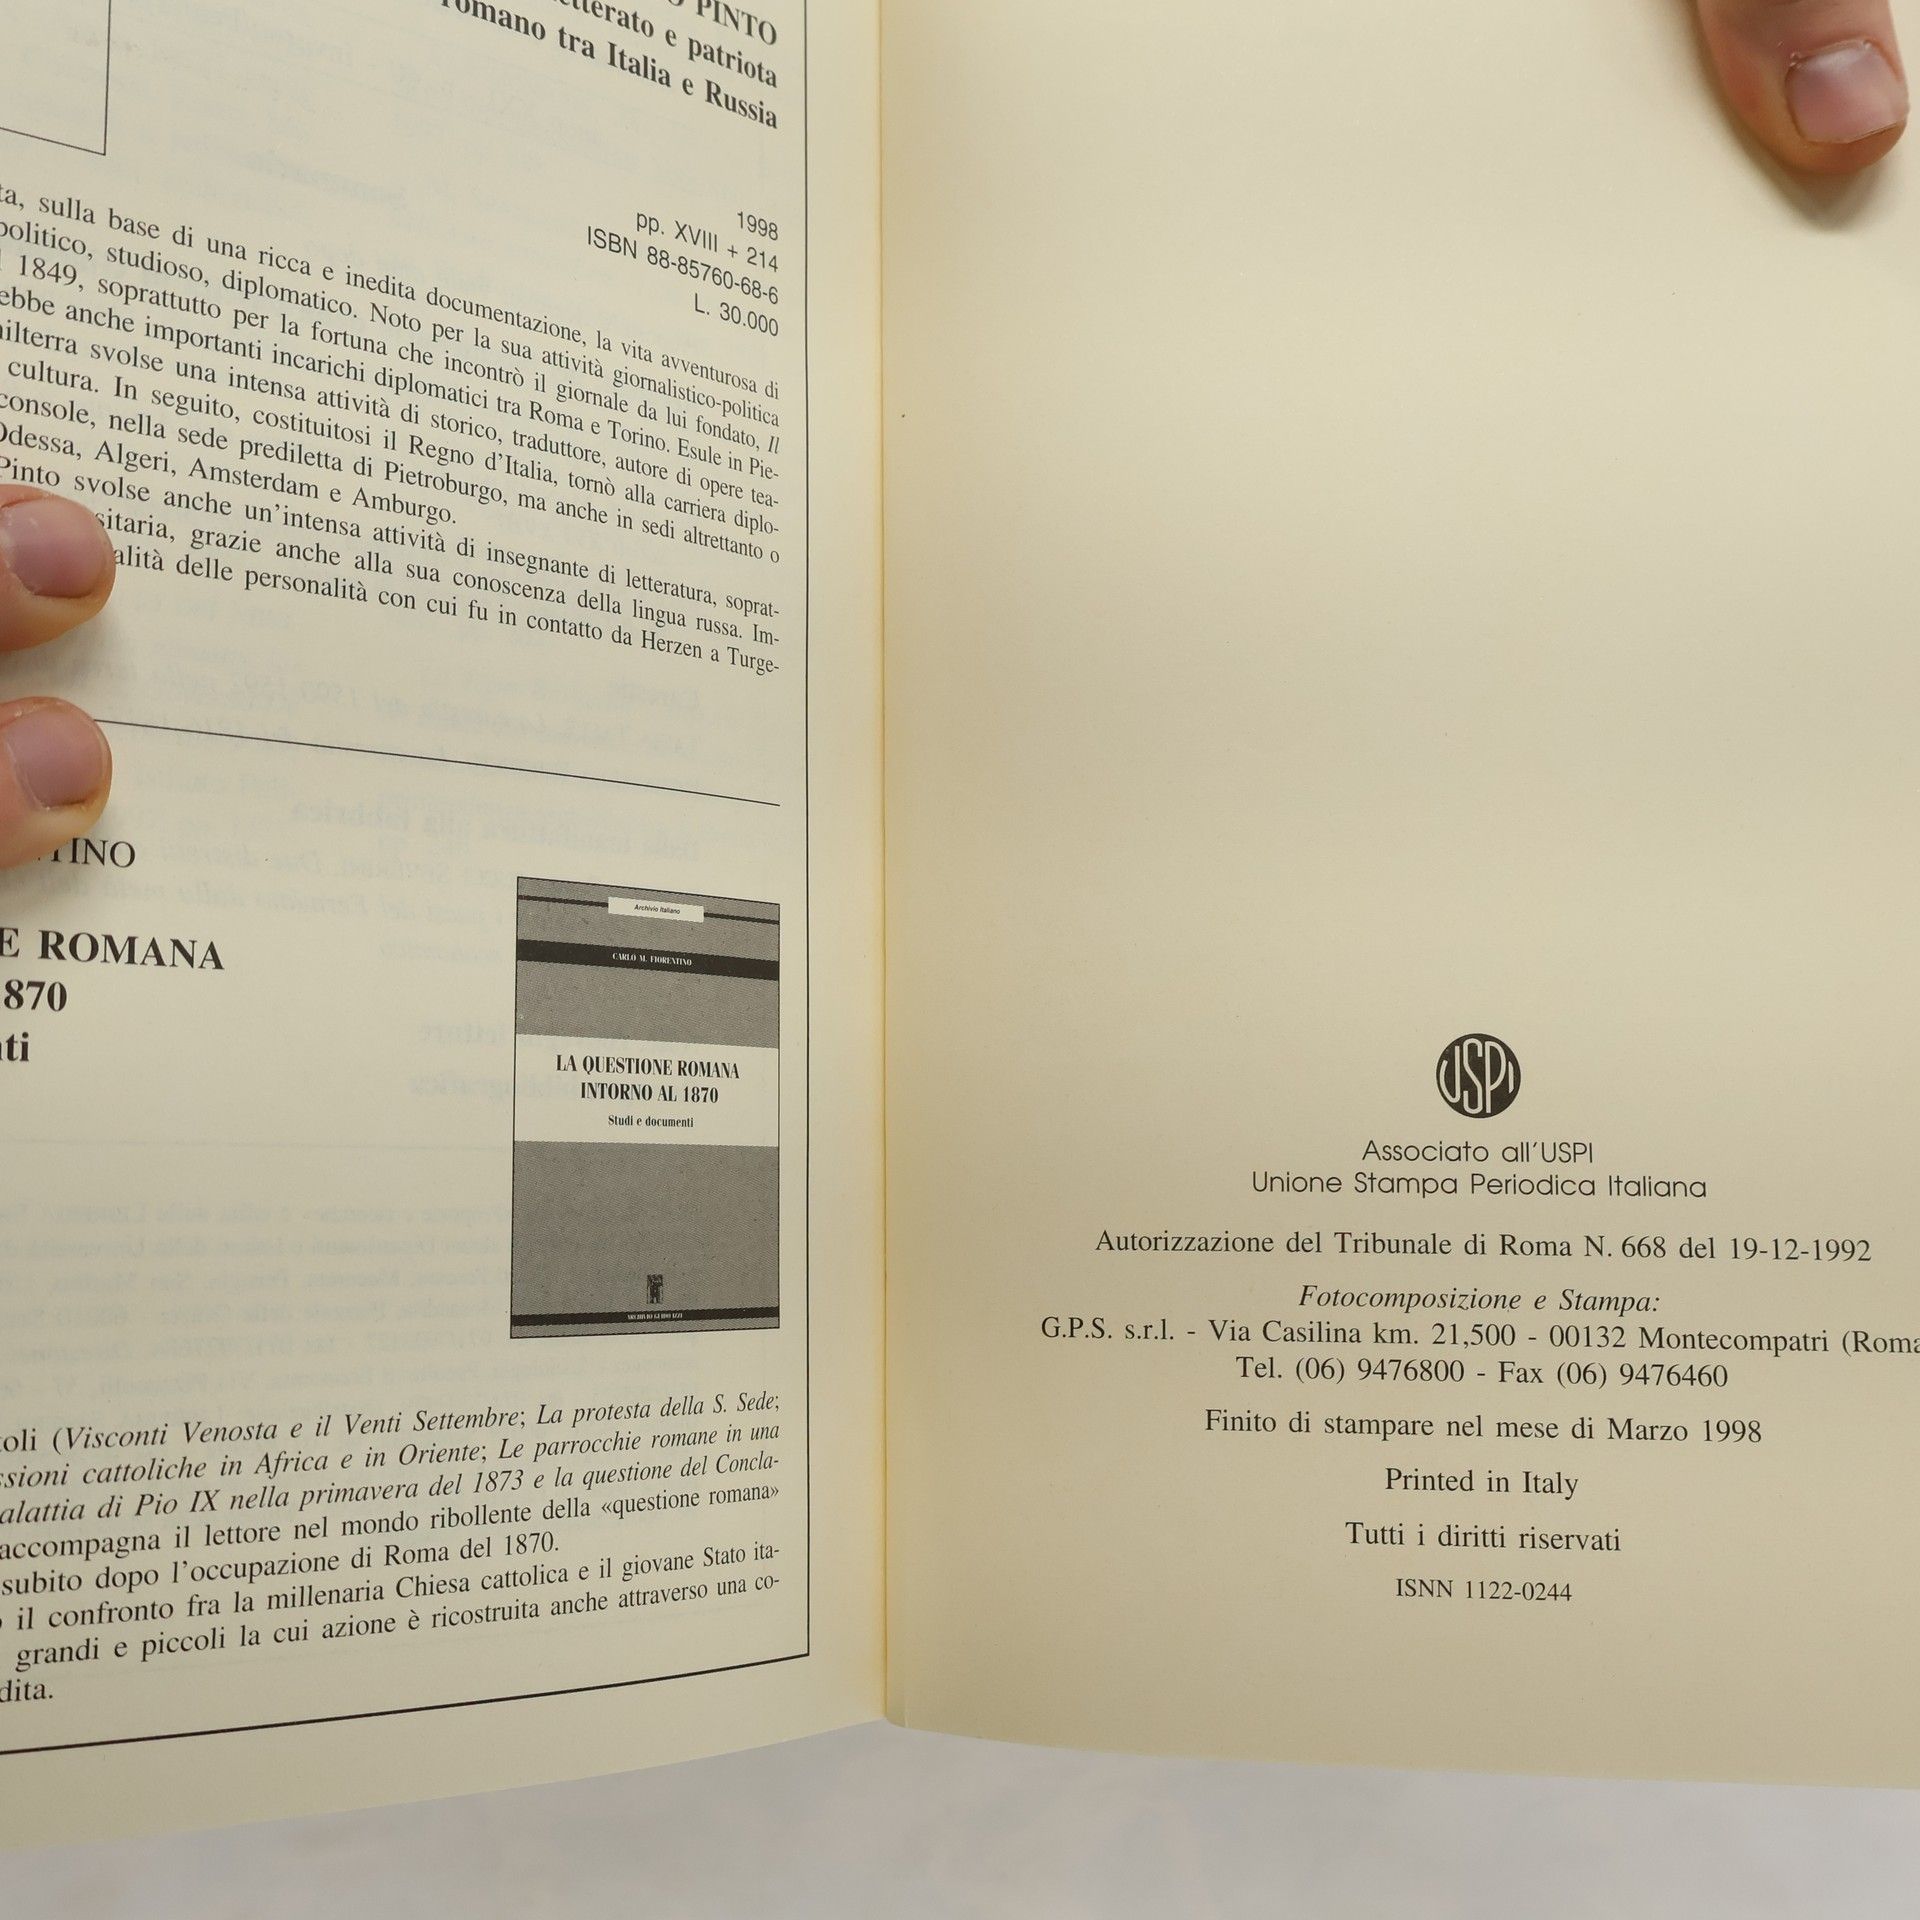 PINTO
letterato e patriota
romano tra Italia e Russia
1998
pp. XVIII + 214
ISBN 88-85760-68-6
L. 30.000
ta, sulla base di una ricca e inedita documentazione, la vita avventurosa di
politico, studioso, diplomatico. Noto per la sua attività giornalistico-politica
l 1849, soprattutto per la fortuna che incontrò il giornale da lui fondato, Il
ebbe anche importanti incarichi diplomatici tra Roma e Torino. Esule in Pie-
hilterra svolse una intensa attività di storico, traduttore, autore di opere tea-
cultura. In seguito, costituitosi il Regno d'Italia, tornò alla carriera diplo-
console, nella sede prediletta di Pietroburgo, ma anche in sedi altrettanto o
Odessa, Algeri, Amsterdam e Amburgo.
Pinto svolse anche un'intensa attività di insegnante di letteratura, soprat-
sitaria, grazie anche alla sua conoscenza della lingua russa. Im-
alità delle personalità con cui fu in contatto da Herzen a Turge-
TINO
E ROMANA
1870
nti
Archivio Italiano
CARLO M. FIORENTINO
LA QUESTIONE ROMANA
INTORNO AL 1870
Studi e documenti
ARCHIVIO GUIDO IZZI
toli (Visconti Venosta e il Venti Settembre; La protesta della S. Sede;
ssioni cattoliche in Africa e in Oriente; Le parrocchie romane in una
alattia di Pio IX nella primavera del 1873 e la questione del Concla-
accompagna il lettore nel mondo ribollente della «questione romana»
subito dopo l'occupazione di Roma del 1870.
o il confronto fra la millenaria Chiesa cattolica e il giovane Stato ita-
grandi e piccoli la cui azione è ricostruita anche attraverso una co-
dita.
USPI
Associato all'USPI
Unione Stampa Periodica Italiana
Autorizzazione del Tribunale di Roma N. 668 del 19-12-1992
Fotocomposizione e Stampa:
G.P.S. s.r.l. - Via Casilina km. 21,500 - 00132 Montecompatri (Roma
Tel. (06) 9476800 - Fax (06) 9476460
Finito di stampare nel mese di Marzo 1998
Printed in Italy
Tutti i diritti riservati
ISNN 1122-0244